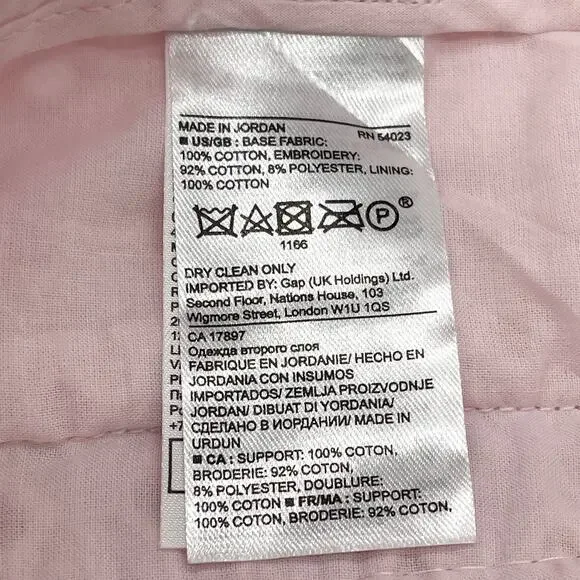 MADE IN JORDAN
RN 54023
■ US/GB : BASE FABRIC:
100% COTTON, EMBROIDERY:
92% COTTON, 8% POLYESTER, LINING:
100% COTTON
P®
1166
DRY CLEAN ONLY
IMPORTED BY: Gap (UK Holdings) Ltd.
Second Floor, Nations House, 103
Wigmore Street, London W1U 1QS
CA 17897
Одежда второго слоя
FABRIQUE EN JORDANIE/ HECHO EN
JORDANIA CON INSUMOS
IMPORTADOS/ ZEMLJA PROIZVODNJE
JORDAN/ DIBUAT DI YORDANIA/
СДЕЛАНО В ИОРДАНИИ/ MADE IN
URDUN
■ CA : SUPPORT: 100% COTON,
BRODERIE: 92% COTON,
8% POLYESTER, DOUBLURE:
100% COTON ■ FR/MA : SUPPORT:
100% COTON, BRODERIE: 92% COTON,